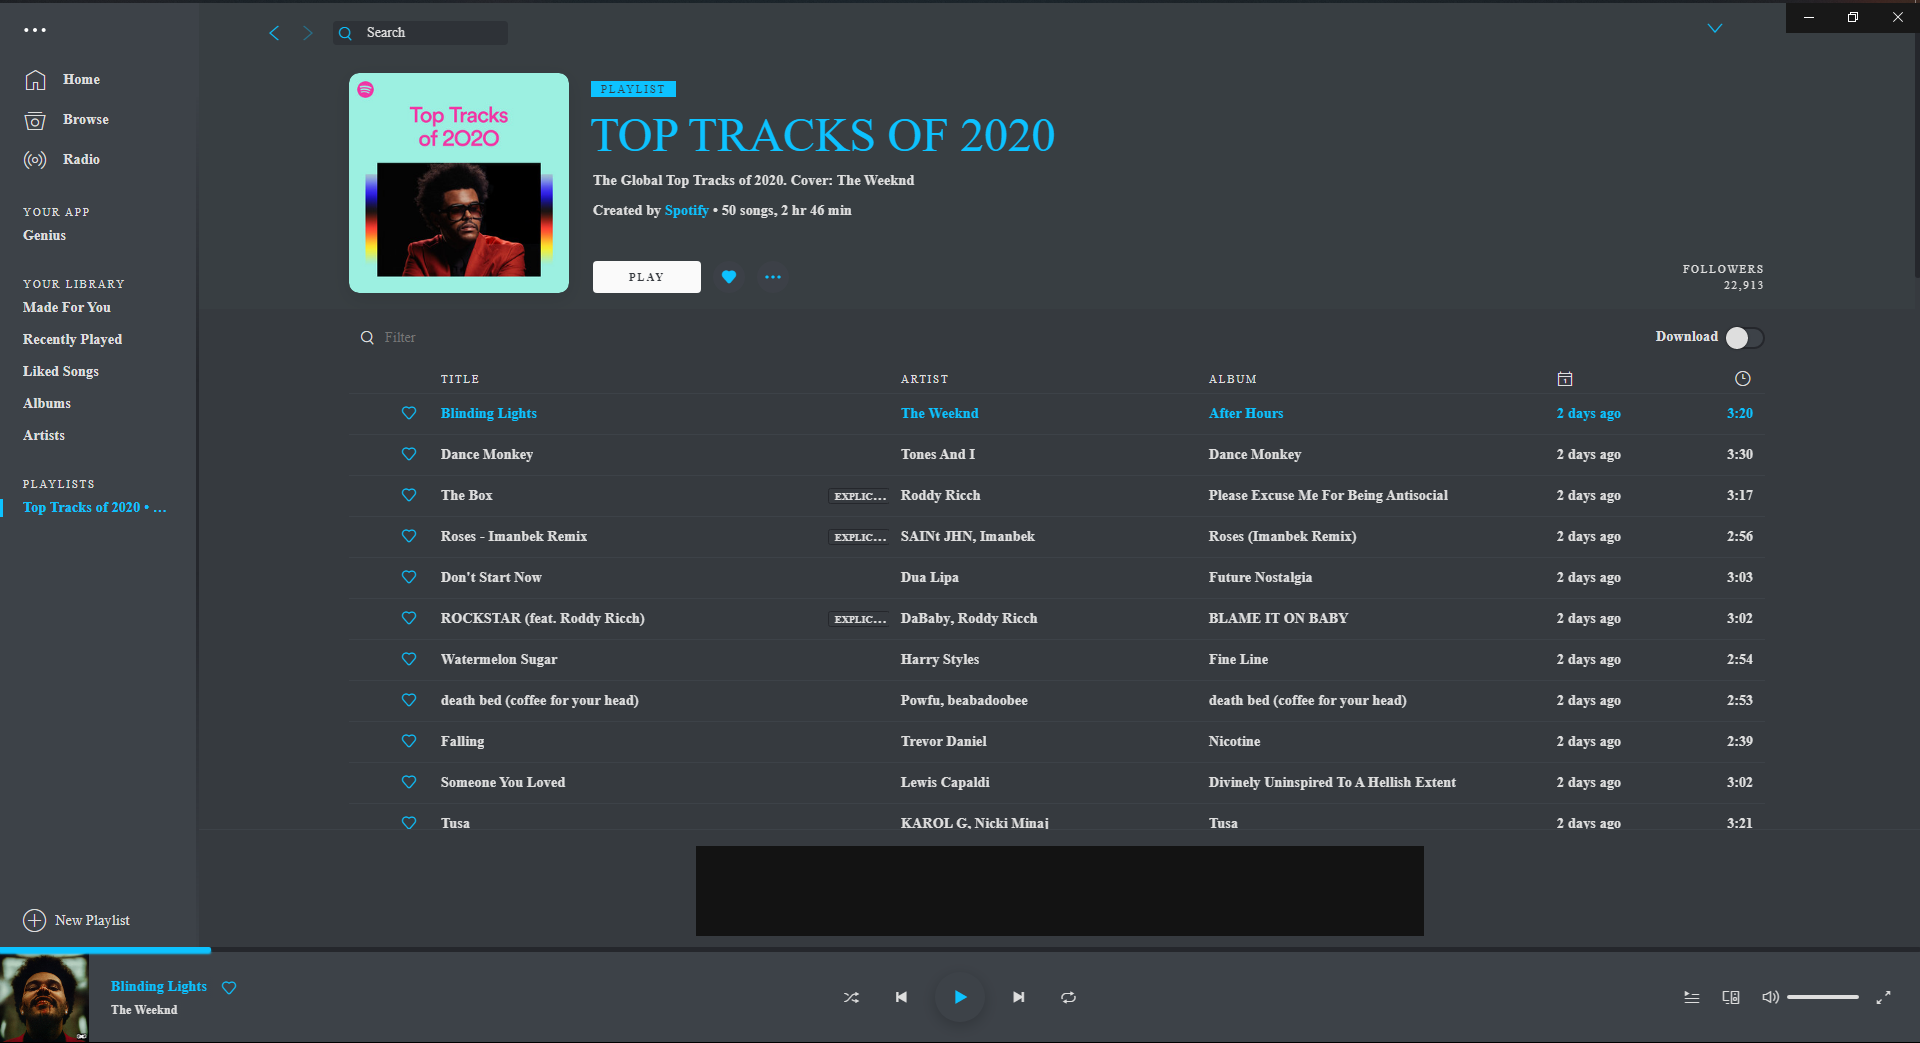 Search
Home
Browse
Radio
YOUR APP
Genius
YOUR LIBRARY
Made For You
Recently Played
Liked Songs
Albums
Artists
PLAYLISTS
Top Tracks of 2020 • ...
New Playlist
Top Tracks
of 2020
PLAYLIST
TOP TRACKS OF 2020
The Global Top Tracks of 2020. Cover: The Weeknd
Created by Spotify • 50 songs, 2 hr 46 min
PLAY
FOLLOWERS
22,913
Filter
Download
TITLE ARTIST ALBUM
Blinding Lights The Weeknd After Hours 2 days ago 3:20
Dance Monkey Tones And I Dance Monkey 2 days ago 3:30
The Box EXPLIC... Roddy Ricch Please Excuse Me For Being Antisocial 2 days ago 3:17
Roses - Imanbek Remix EXPLIC... SAINt JHN, Imanbek Roses (Imanbek Remix) 2 days ago 2:56
Don't Start Now Dua Lipa Future Nostalgia 2 days ago 3:03
ROCKSTAR (feat. Roddy Ricch) EXPLIC... DaBaby, Roddy Ricch BLAME IT ON BABY 2 days ago 3:02
Watermelon Sugar Harry Styles Fine Line 2 days ago 2:54
death bed (coffee for your head) Powfu, beabadoobee death bed (coffee for your head) 2 days ago 2:53
Falling Trevor Daniel Nicotine 2 days ago 2:39
Someone You Loved Lewis Capaldi Divinely Uninspired To A Hellish Extent 2 days ago 3:02
Tusa KAROL G, Nicki Minaj Tusa 2 days ago 3:21
Blinding Lights
The Weeknd